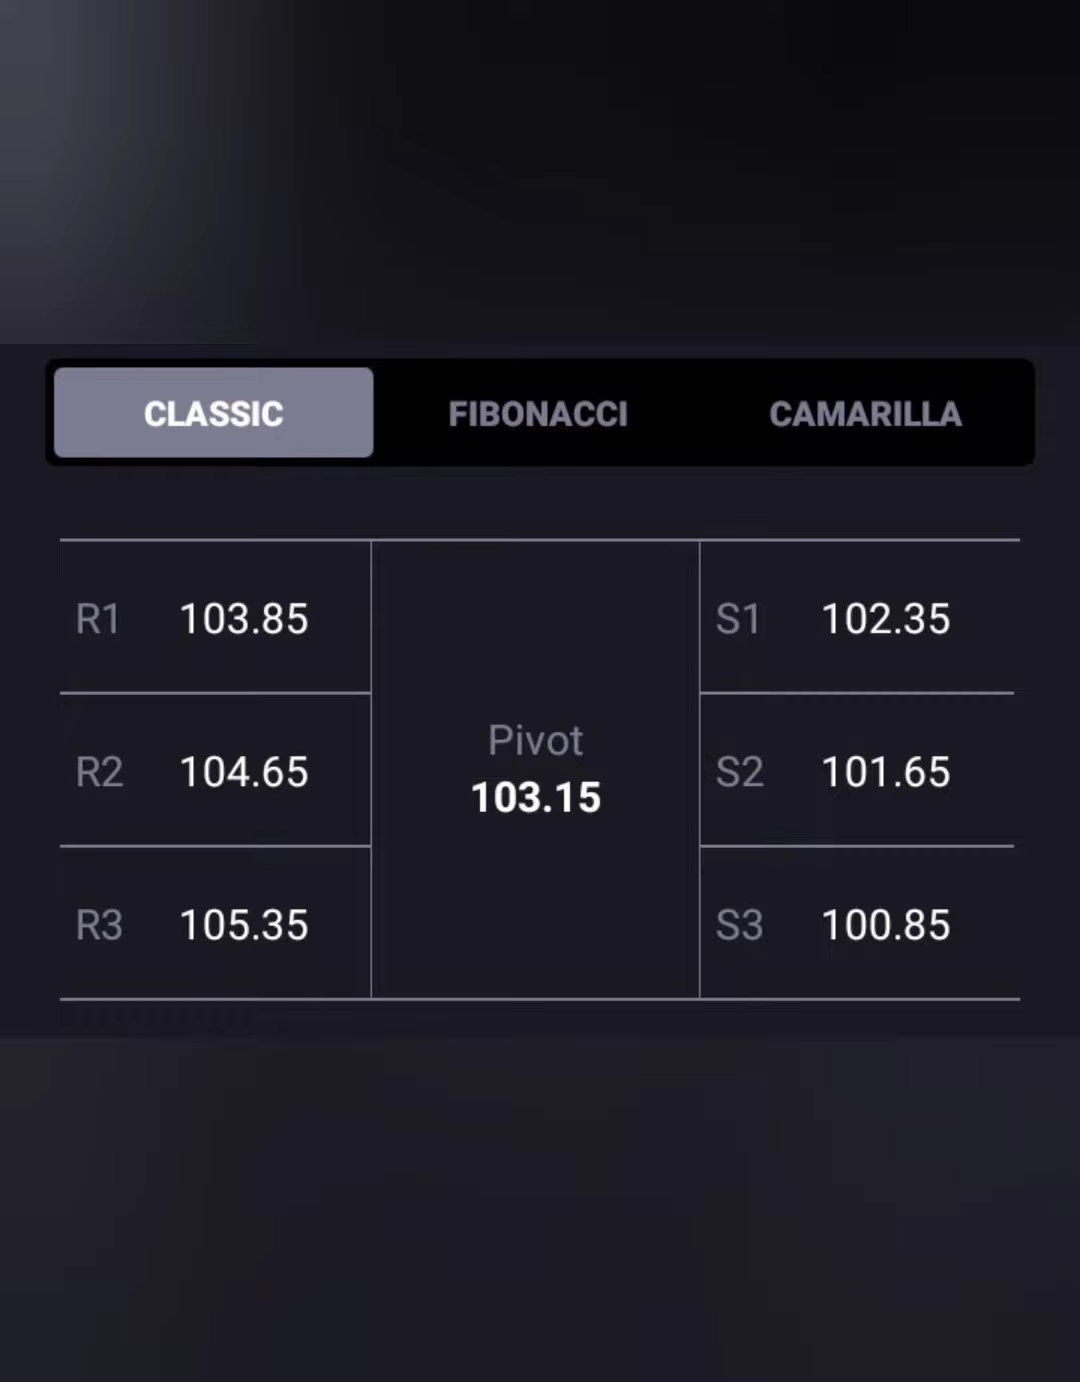 CLASSIC FIBONACCI CAMARILLA
R1 103.85 S1 102.35
Pivot
R2 104.65 S2 101.65
103.15
R3 105.35 S3 100.85